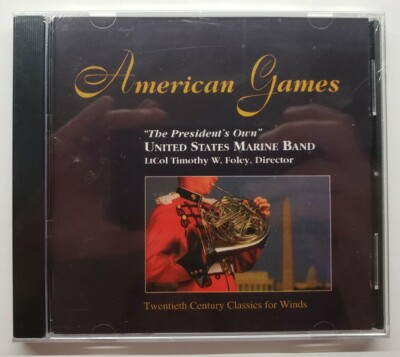 American Games
"The President's Own"
UNITED STATES MARINE BAND
LtCol Timothy W. Foley, Director
Twentieth Century Classics for Winds